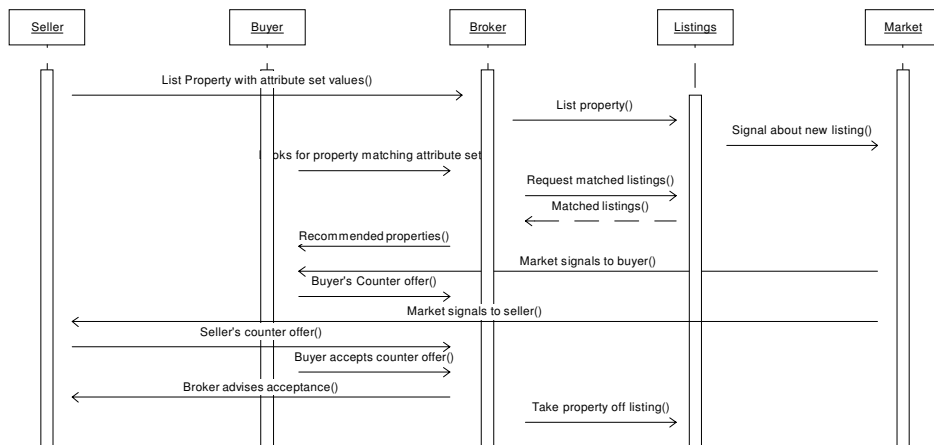 Seller
Buyer
Broker
Listings
Market
List Property with attribute set values()
List property()
Signal about new listing()
for property matching attribute set
Request matched listings()
Matched listings()
Recommended properties()
Market signals to buyer()
Buyer's Counter offer()
Market signals to seller()
Seller's counter offer()
Buyer accepts counter offer()
Broker advises acceptance()
Take property off listing()